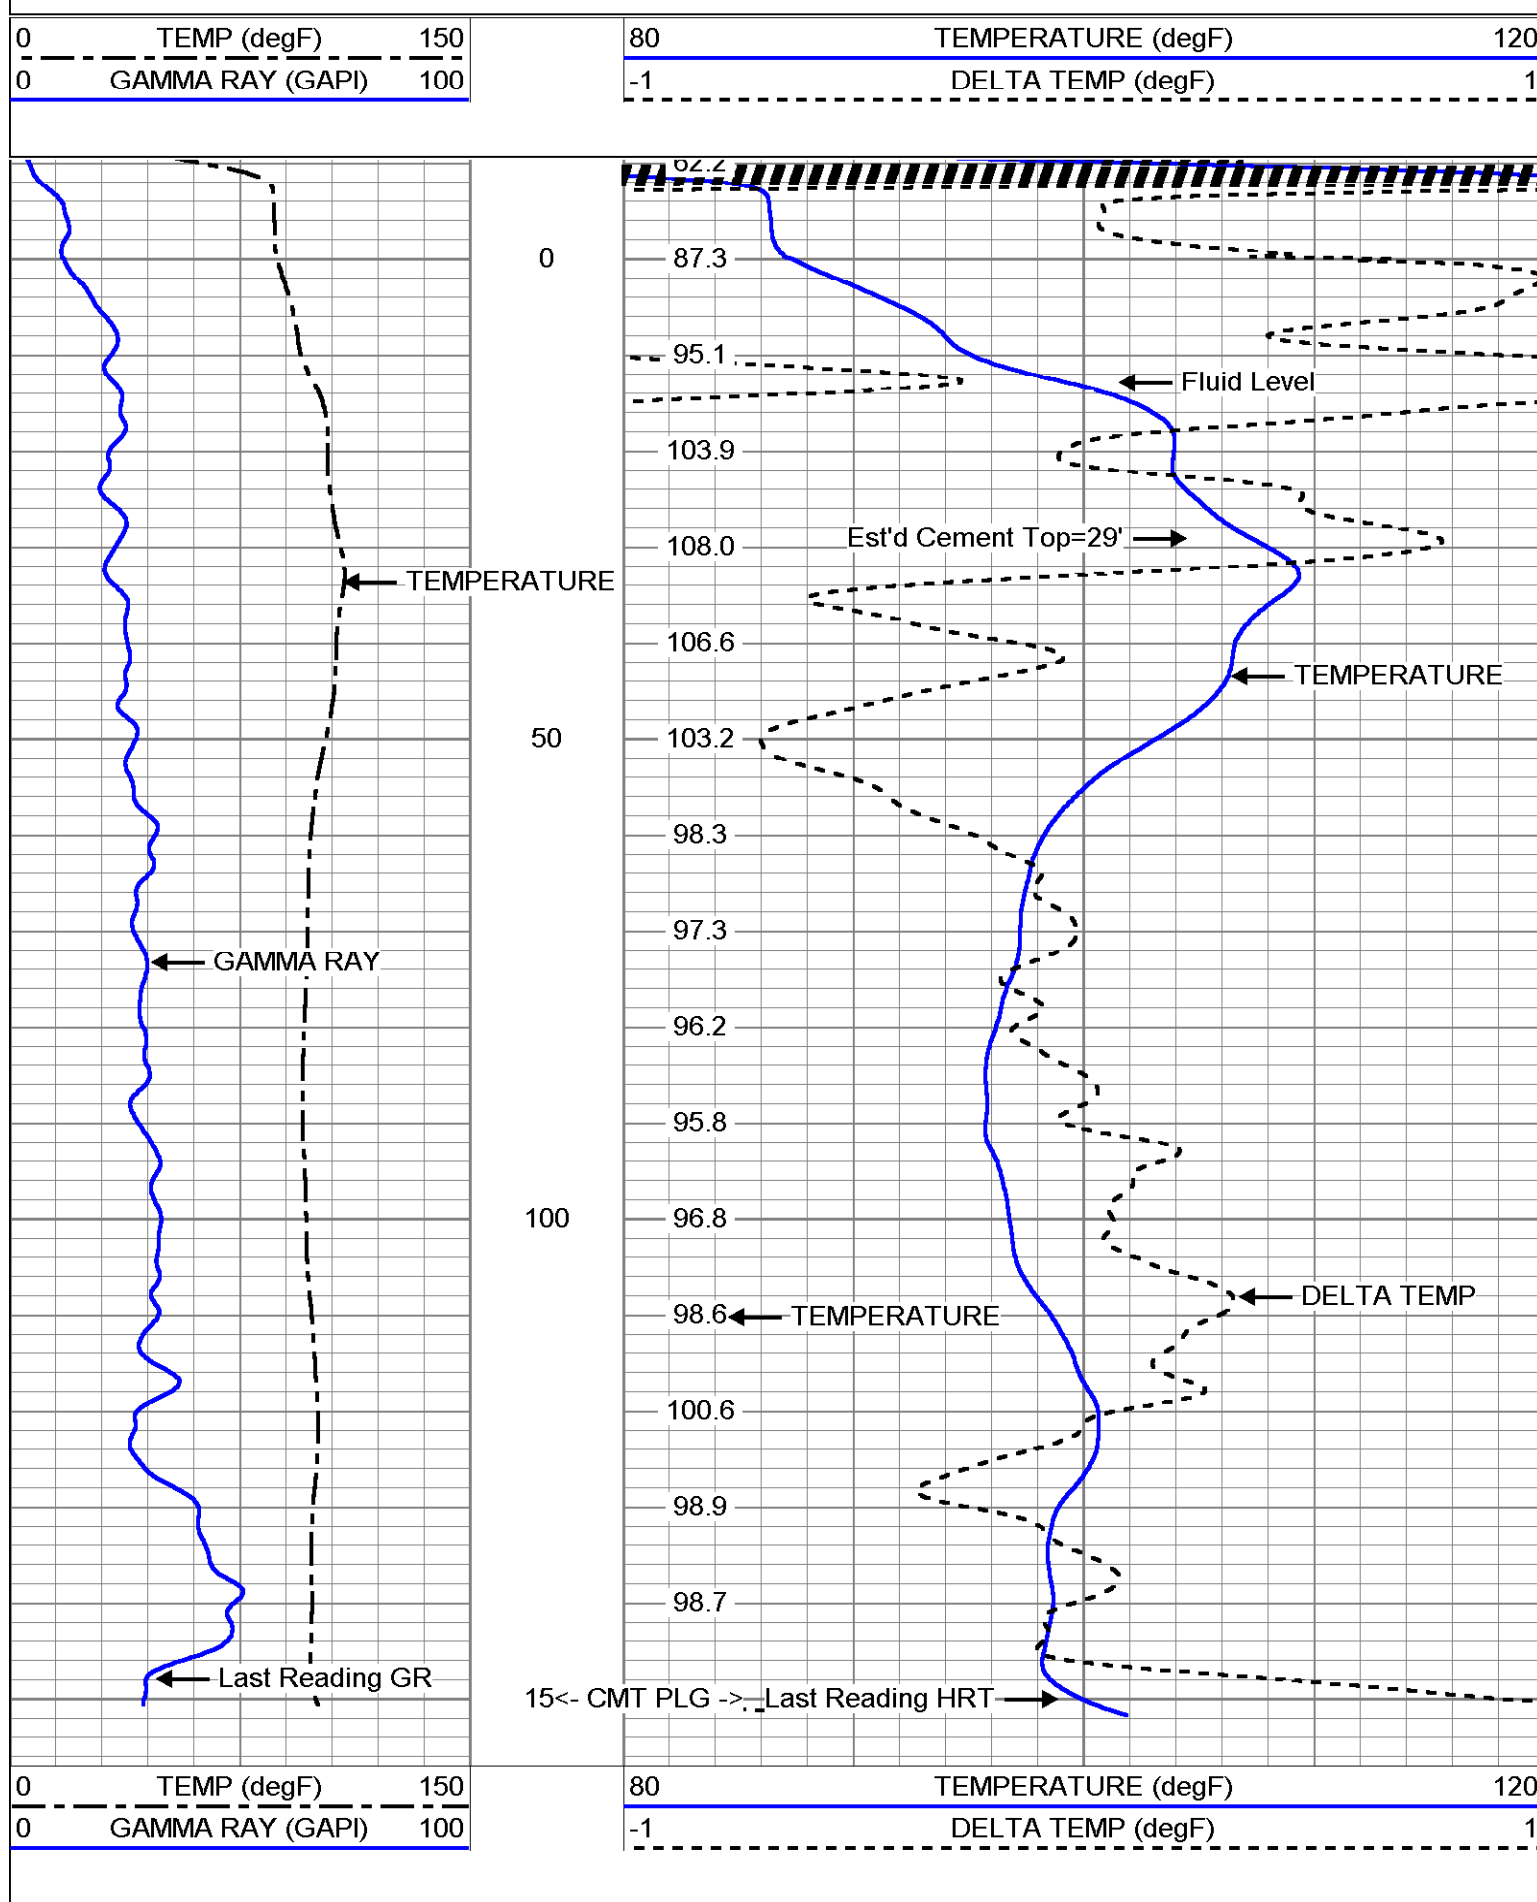 0 TEMP (degF) 150 80 TEMPERATURE (degF) 120
0 GAMMA RAY (GAPI) 100 -1 DELTA TEMP (degF) 1
62.2
0 87.3
95.1
Fluid Level
103.9
Est'd Cement Top=29'
108.0
TEMPERATURE
106.6
TEMPERATURE
50 103.2
98.3
97.3
GAMMA RAY
96.2
95.8
100 96.8
DELTA TEMP
98.6 TEMPERATURE
100.6
98.9
98.7
Last Reading GR
15<- CMT PLG -> Last Reading HRT
0 TEMP (degF) 150 80 TEMPERATURE (degF) 120
0 GAMMA RAY (GAPI) 100 -1 DELTA TEMP (degF) 1